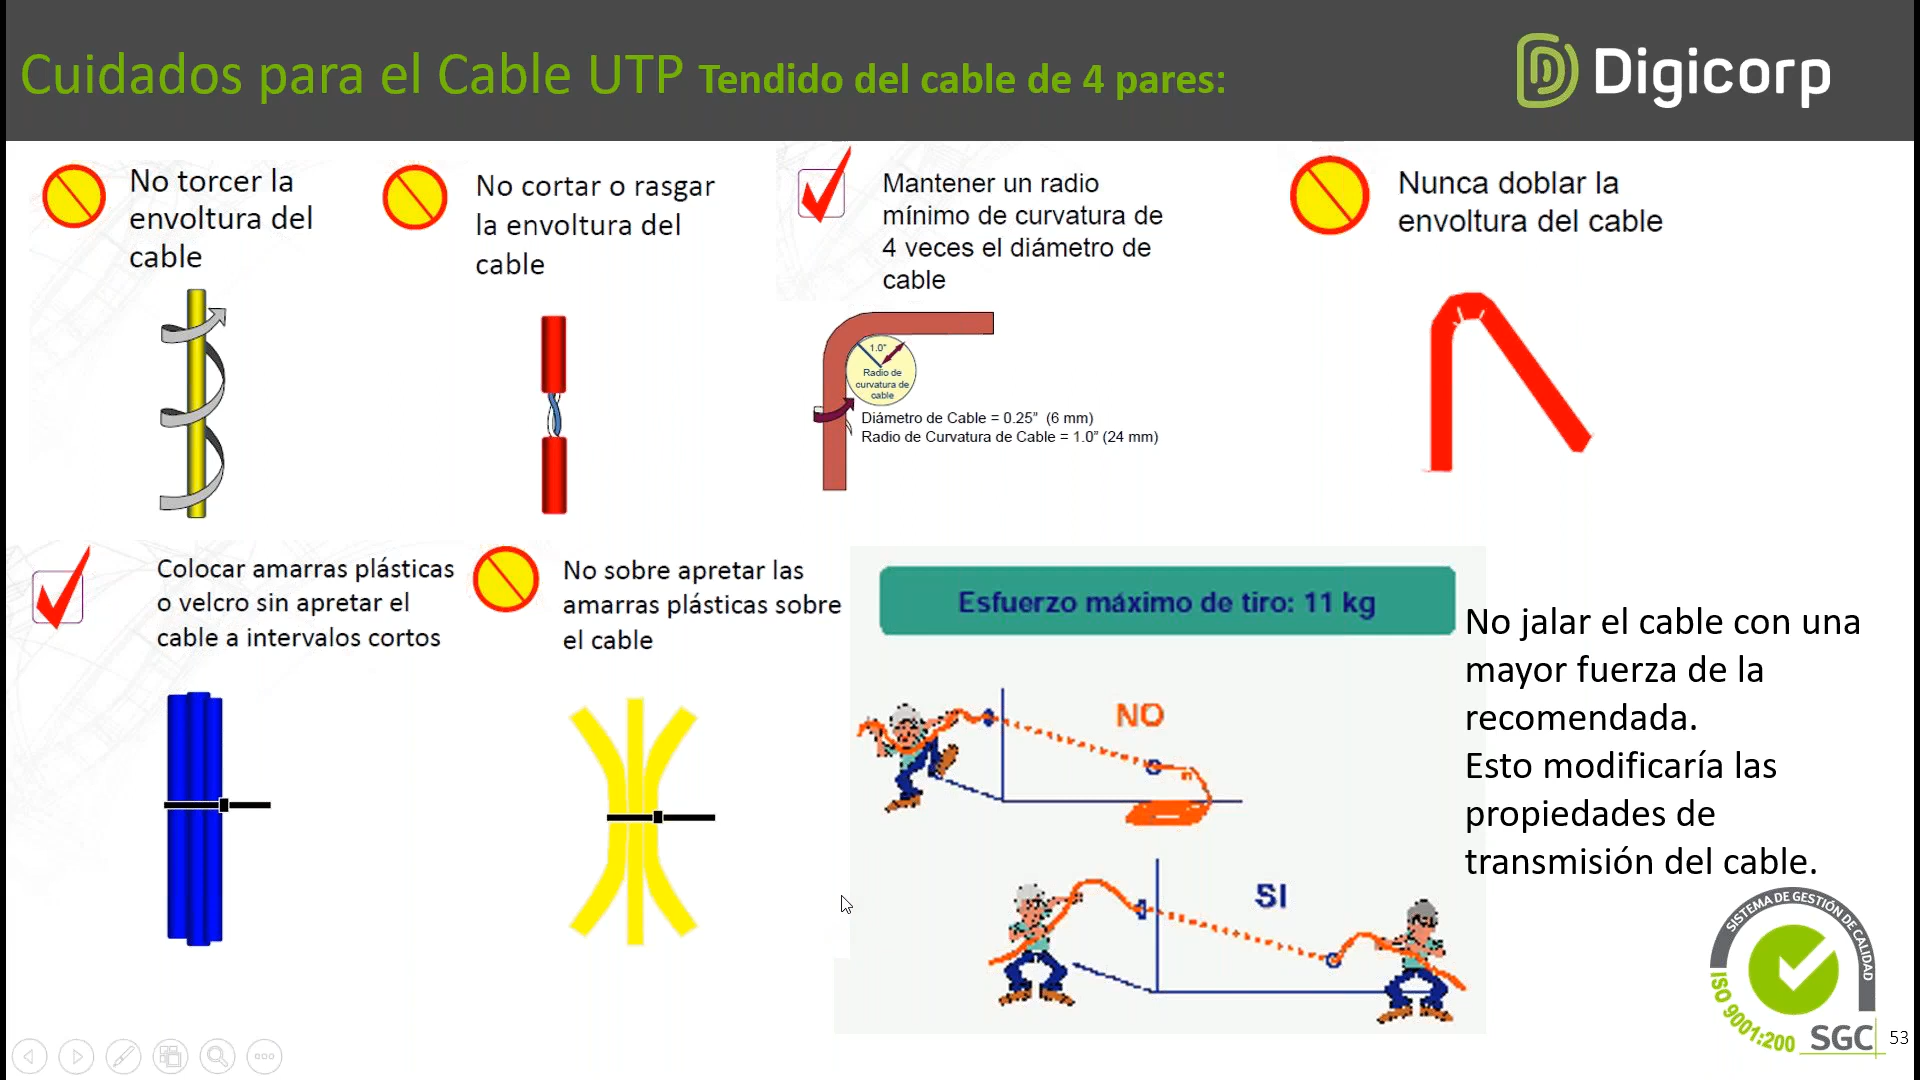 Cuidados para el Cable UTP Tendido del cable de 4 pares:
Digicorp
No torcer la
envoltura del
cable
No cortar o rasgar
la envoltura del
cable
Mantener un radio
mínimo de curvatura de
4 veces el diámetro de
cable
1.0"
Radio de
curvatura de
cable
Diámetro de Cable = 0.25" (6 mm)
Radio de Curvatura de Cable = 1.0" (24 mm)
Nunca doblar la
envoltura del cable
Colocar amarras plásticas
o velcro sin apretar el
cable a intervalos cortos
No sobre apretar las
amarras plásticas sobre
el cable
Esfuerzo máximo de tiro: 11 kg
NO
SI
No jalar el cable con una
mayor fuerza de la
recomendada.
Esto modificaría las
propiedades de
transmisión del cable.
SISTEMA DE GESTIÓN DE CALIDAD
ISO 9001:200
SGC
53